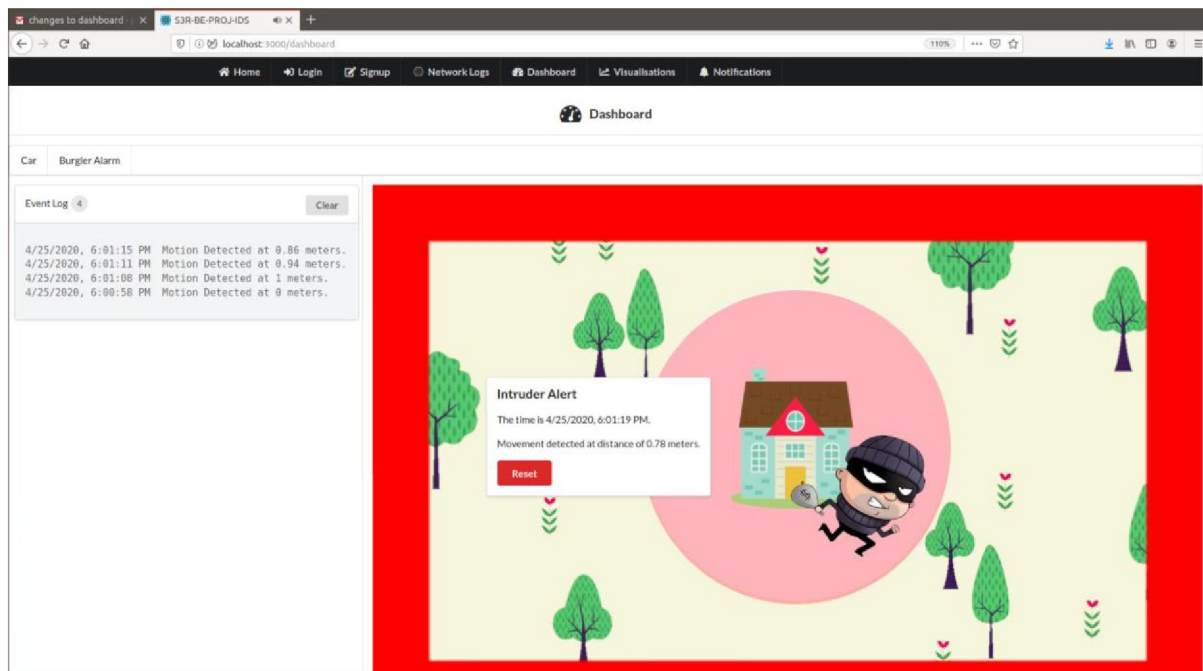 changes to dashboard - j
S3R-BE-PROJ-IDS
localhost:3000/dashboard
110%
Home Login Signup Network Logs Dashboard Visualisations Notifications
Dashboard
Car Burgler Alarm
Event Log 4 Clear
4/25/2020, 6:01:15 PM Motion Detected at 0.86 meters.
4/25/2020, 6:01:11 PM Motion Detected at 0.94 meters.
4/25/2020, 6:01:08 PM Motion Detected at 1 meters.
4/25/2020, 6:00:58 PM Motion Detected at 0 meters.
Intruder Alert
The time is 4/25/2020, 6:01:19 PM.
Movement detected at distance of 0.78 meters.
Reset
$